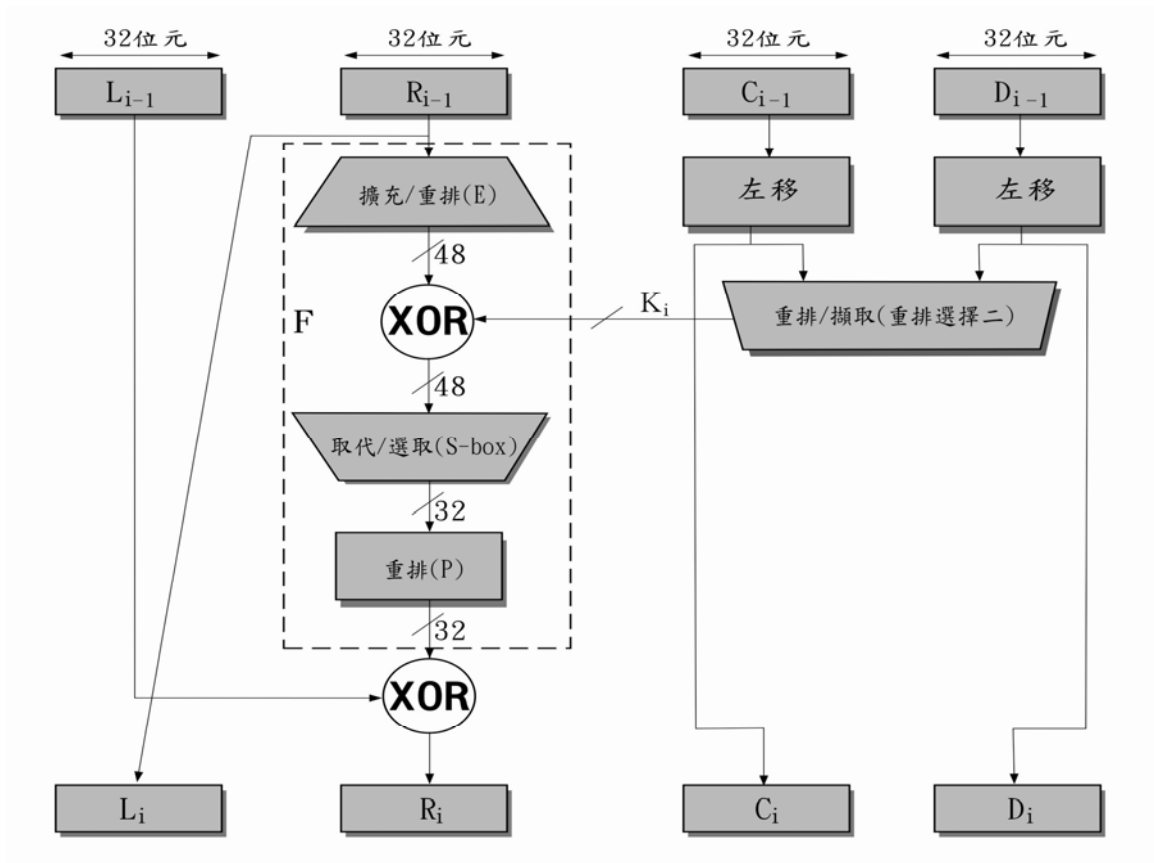 32位元 32位元 32位元 32位元
Li-1 Ri-1 Ci-1 Di-1
擴充/重排(E) 左移 左移
48
F XOR Ki 重排/擷取(重排選擇二)
48
取代/選取(S-box)
32
重排(P)
32
XOR
Li Ri Ci Di